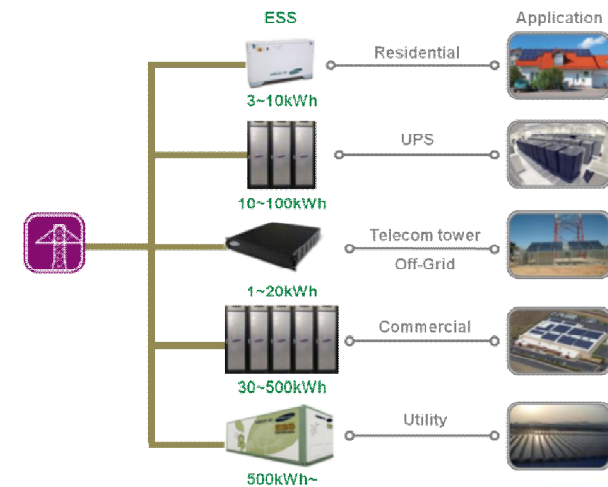 ESS
Application
Residential
3~10kWh
UPS
10~100kWh
Telecom tower
Off-Grid
1~20kWh
Commercial
30~500kWh
Utility
ESS
500kWh~